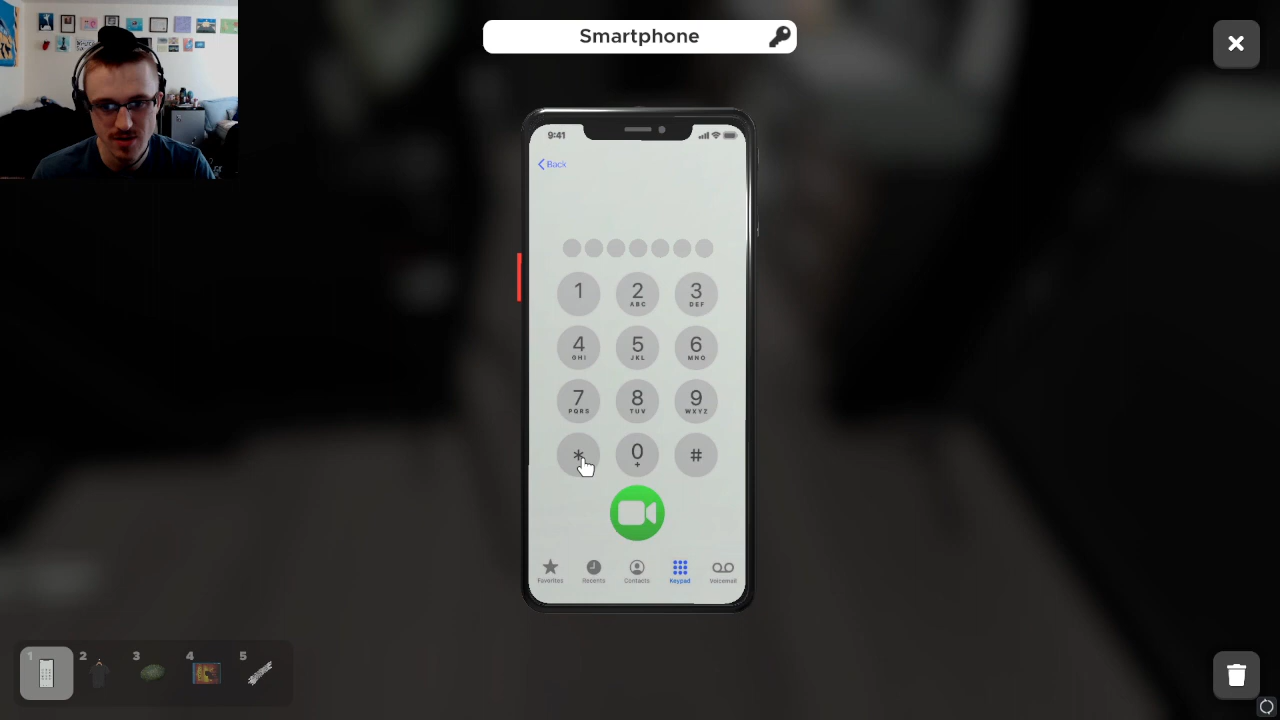 Smartphone
9:41
Back
1
2
ABC
3
DEF
4
GHI
5
JKL
6
MNO
7
PQRS
8
TUV
9
WXYZ
*
0
+
#
Favorites
Recents
Contacts
Keypad
Voicemail
1
2
3
4
5